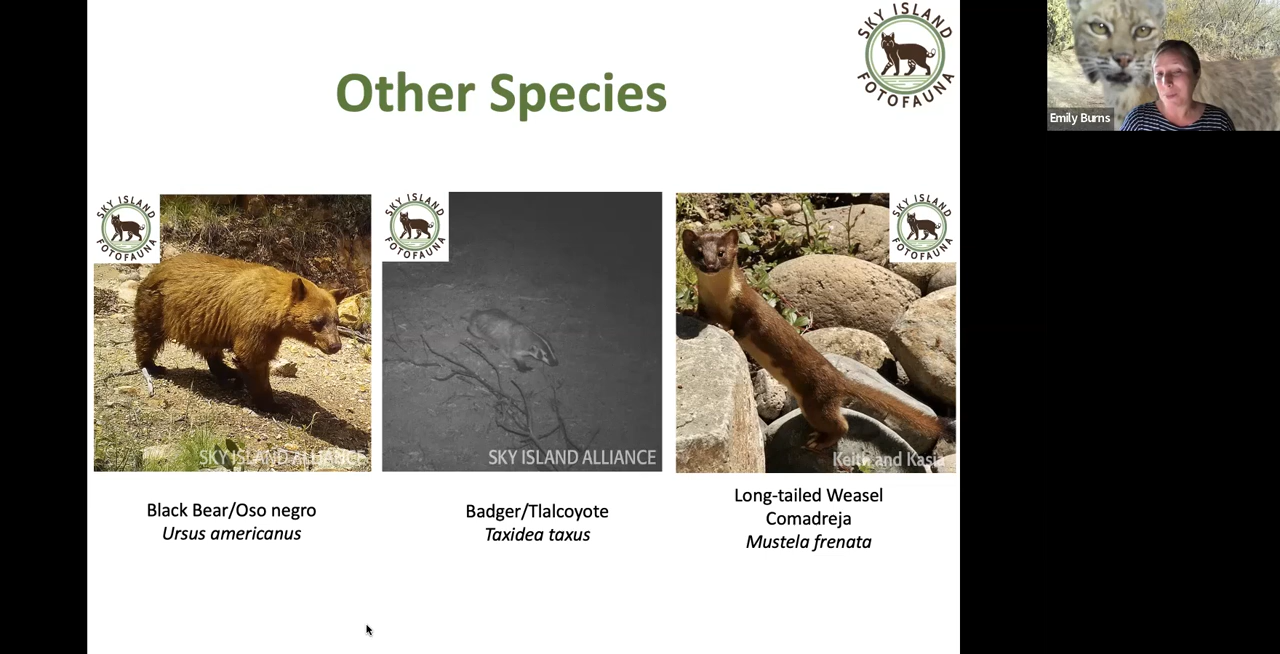 SKY ISLAND
FOTOFAUNA
Emily Burns
Other Species
SKY ISLAND
FOTOFAUNA
SKY ISLAND
FOTOFAUNA
SKY ISLAND
FOTOFAUNA
SKY ISLAND ALLIANCE
SKY ISLAND ALLIANCE
Keith and Kasia
Black Bear/Oso negro
Ursus americanus
Badger/Tlalcoyote
Taxidea taxus
Long-tailed Weasel
Comadreja
Mustela frenata